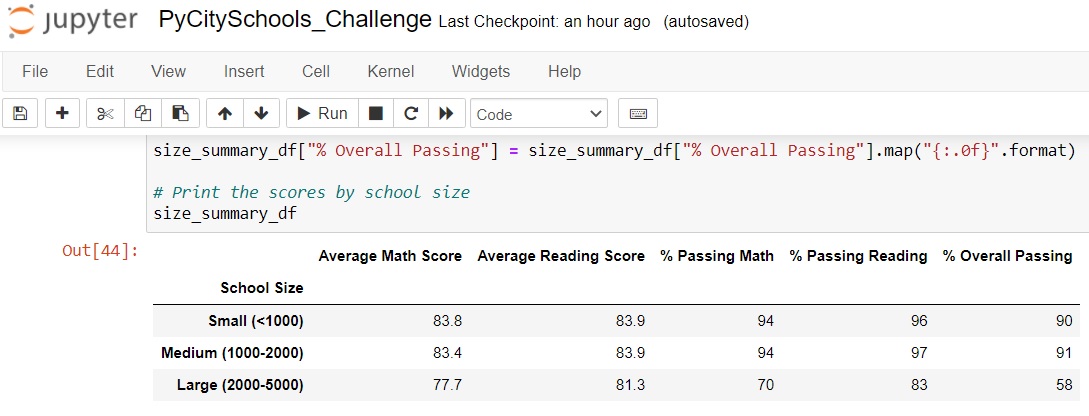 jupyter PyCitySchools_Challenge Last Checkpoint: an hour ago (autosaved)
File Edit View Insert Cell Kernel Widgets Help
Run Code
size_summary_df["% Overall Passing"] = size_summary_df["% Overall Passing"].map("{:.0f}".format)
# Print the scores by school size
size_summary_df
Out[44]:
Average Math Score Average Reading Score % Passing Math % Passing Reading % Overall Passing
School Size
Small (<1000) 83.8 83.9 94 96 90
Medium (1000-2000) 83.4 83.9 94 97 91
Large (2000-5000) 77.7 81.3 70 83 58